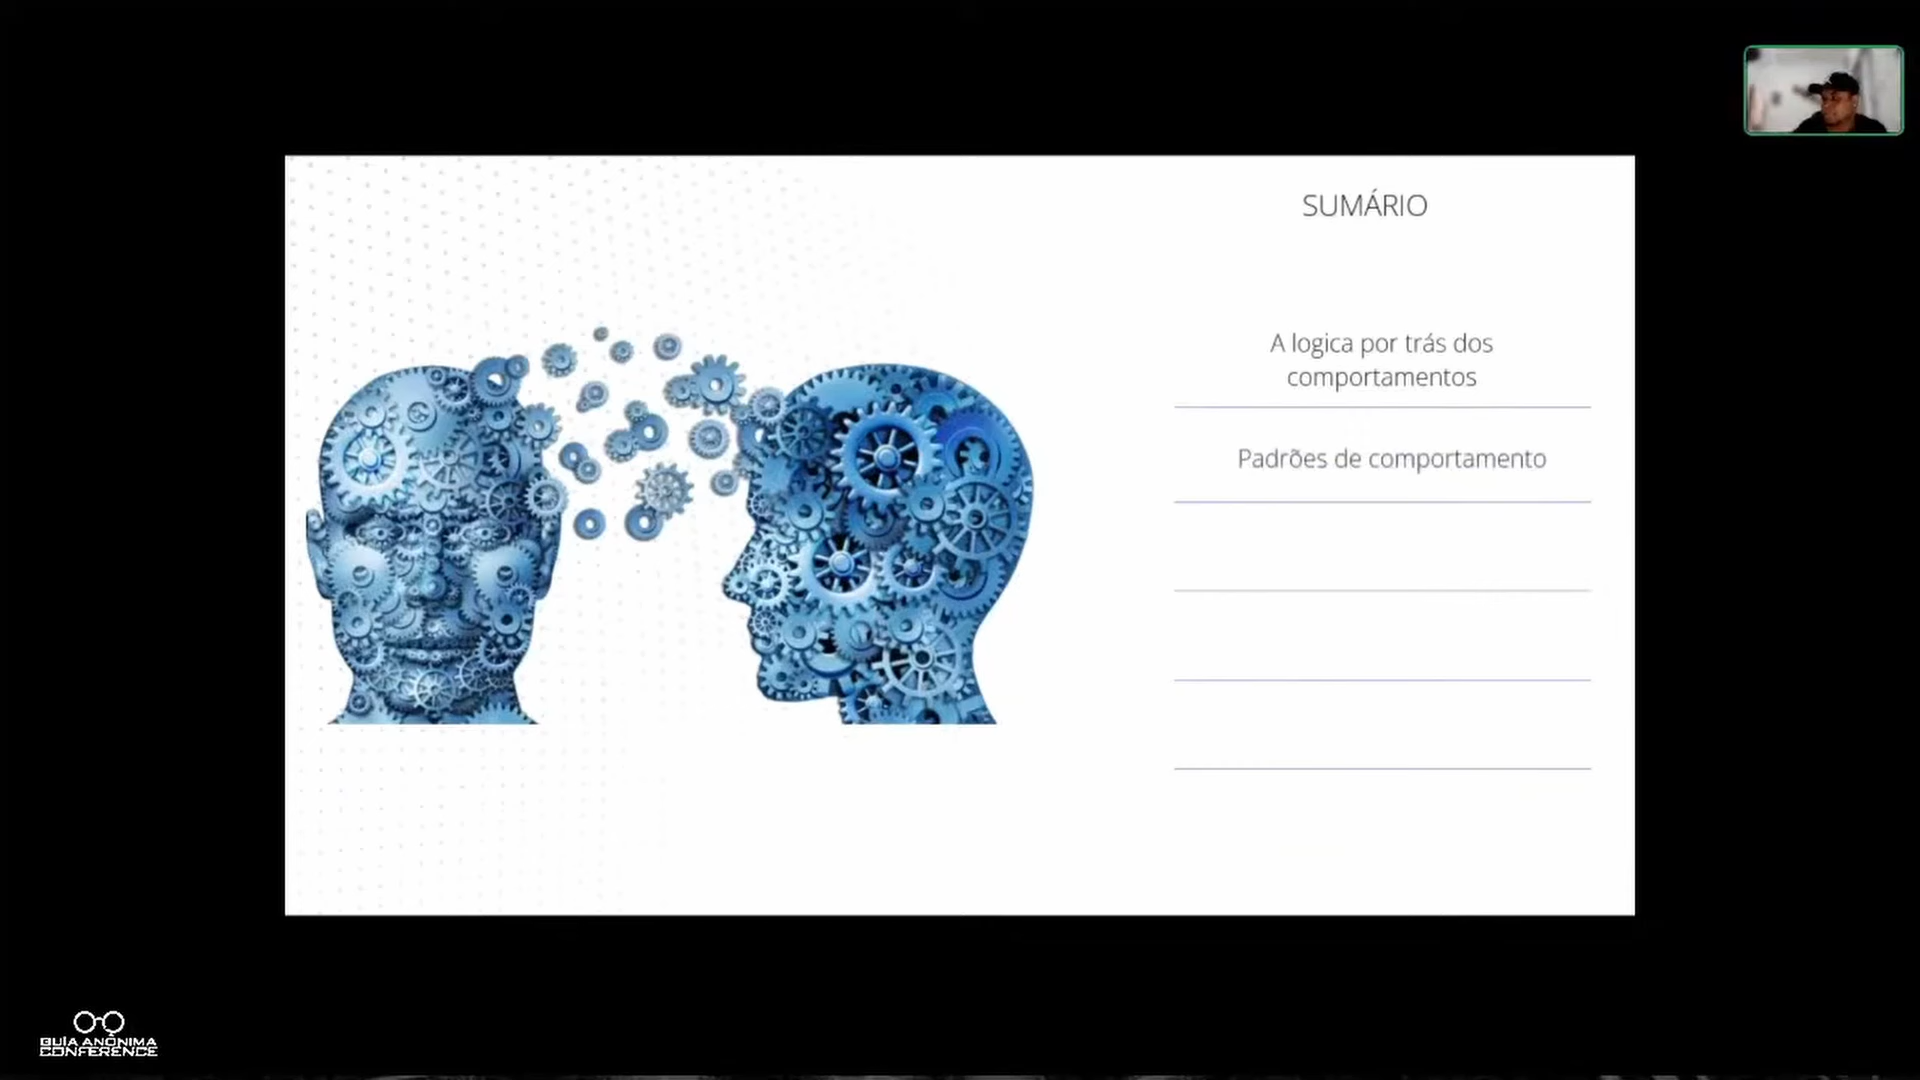 SUMÁRIO
A logica por trás dos
comportamentos
Padrões de comportamento
GUIA ANÔNIMA
CONFERENCE